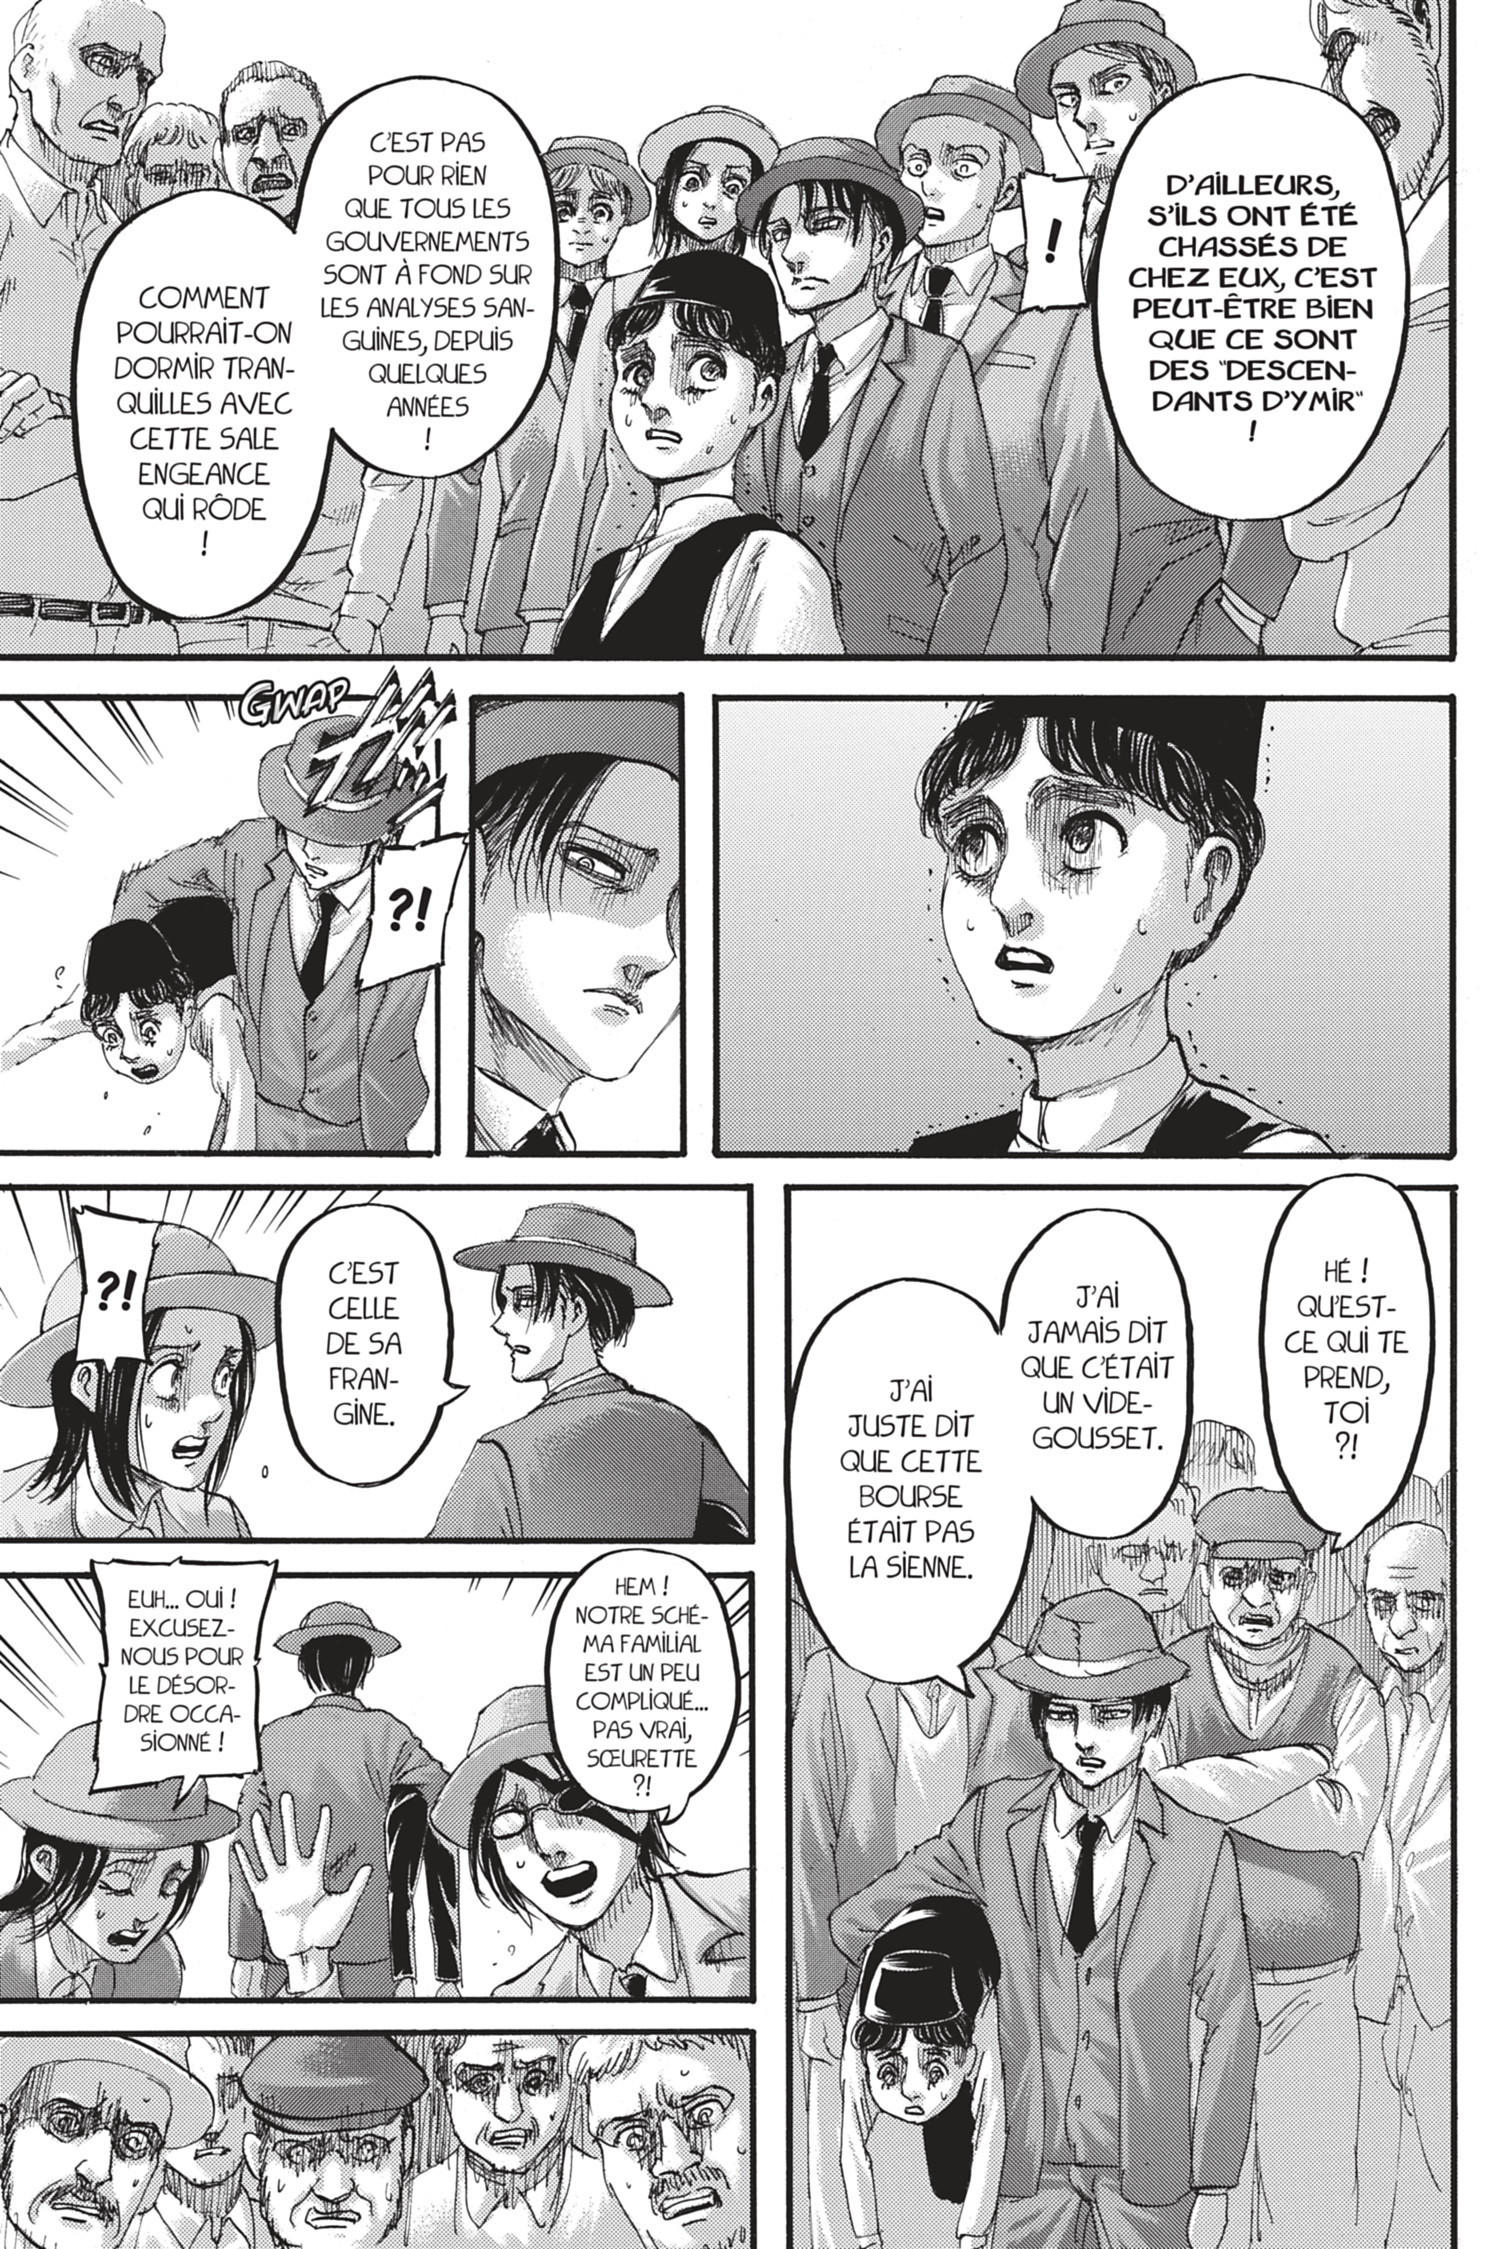 D'AILLEURS,
S'ILS ONT ÉTÉ
CHASSÉS DE
CHEZ EUX, C'EST
PEUT-ÊTRE BIEN
QUE CE SONT
DES "DESCEN-
DANTS D'YMIR"
!
!
C'EST PAS
POUR RIEN
QUE TOUS LES
GOUVERNEMENTS
SONT À FOND SUR
LES ANALYSES SAN-
GUINES, DEPUIS
QUELQUES
ANNÉES
!
COMMENT
POURRAIT-ON
DORMIR TRAN-
QUILLES AVEC
CETTE SALE
ENGEANCE
QUI RÔDE
!
GWAP
?!
HÉ !
QU'EST-
CE QUI TE
PREND,
TOI
?!
J'AI
JAMAIS DIT
QUE C'ÉTAIT
UN VIDE-
GOUSSET.
J'AI
JUSTE DIT
QUE CETTE
BOURSE
ÉTAIT PAS
LA SIENNE.
C'EST
CELLE
DE SA
FRAN-
GINE.
?!
HEM !
NOTRE SCHÉ-
MA FAMILIAL
EST UN PEU
COMPLIQUÉ...
PAS VRAI,
SŒURETTE
?!
EUH... OUI !
EXCUSEZ-
NOUS POUR
LE DÉSOR-
DRE OCCA-
SIONNÉ !